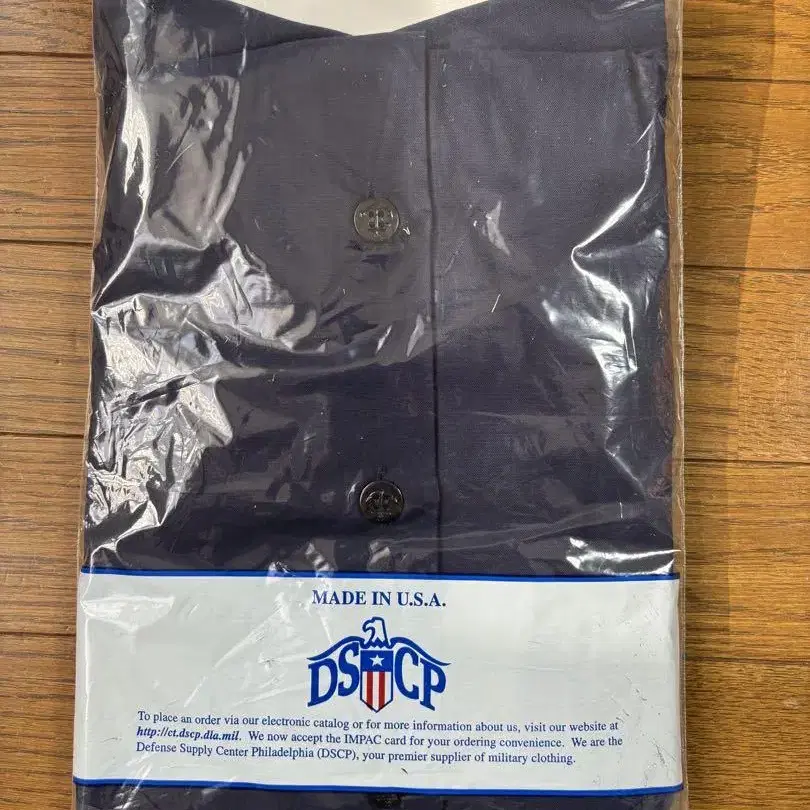 MADE IN U.S.A.
DSCP
To place an order via our electronic catalog or for more information about us, visit our website at
http://ct.dscp.dla.mil. We now accept the IMPAC card for your ordering convenience. We are the
Defense Supply Center Philadelphia (DSCP), your premier supplier of military clothing.